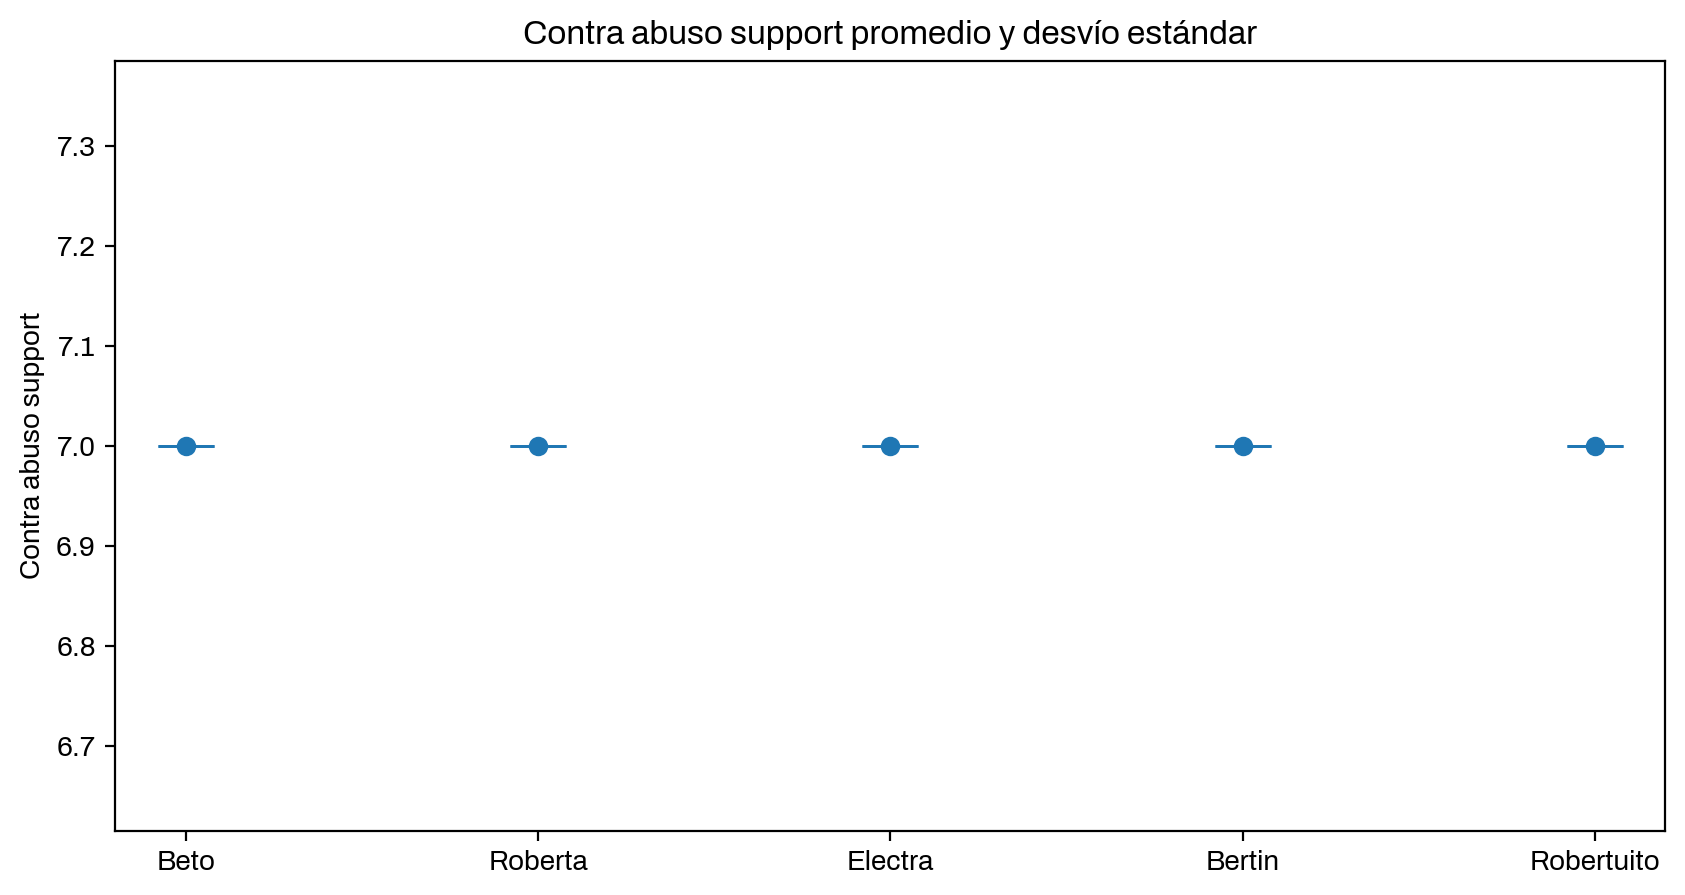 Contra abuso support promedio y desvío estándar
Contra abuso support
7.3
7.2
7.1
7.0
6.9
6.8
6.7
Beto Roberta Electra Bertin Robertuito